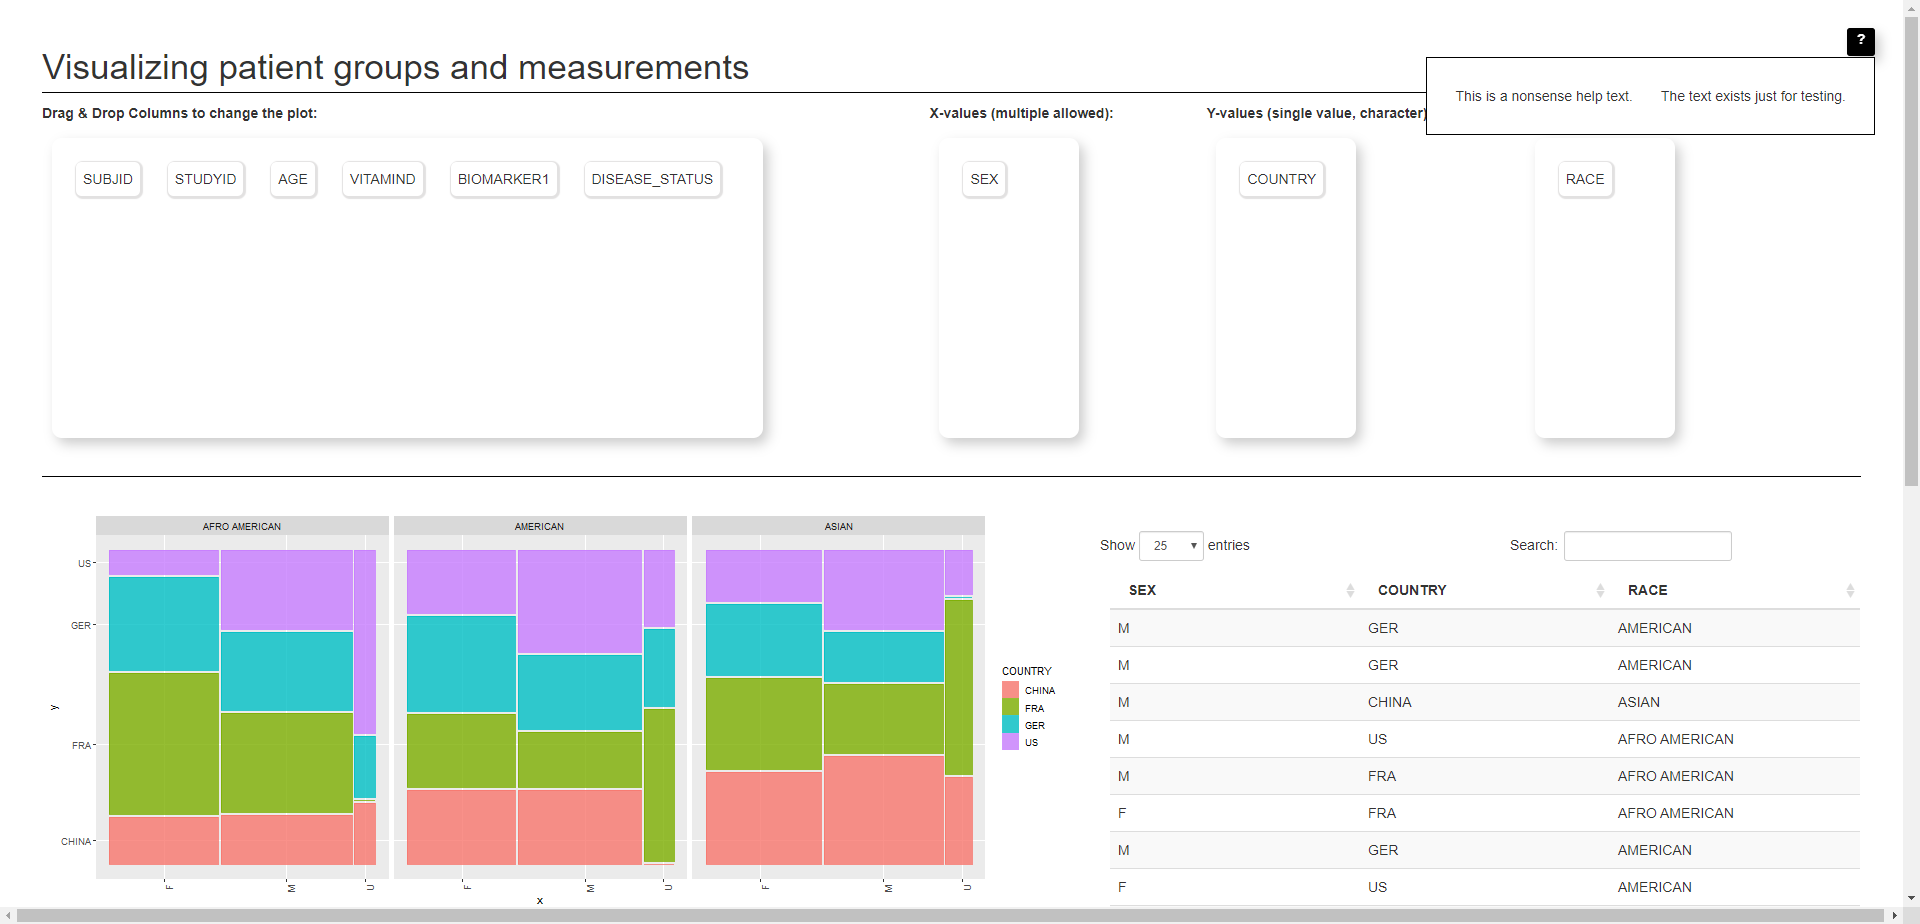 ?
Visualizing patient groups and measurements
This is a nonsense help text. The text exists just for testing.
Drag & Drop Columns to change the plot: X-values (multiple allowed): Y-values (single value, character)
SUBJID STUDYID AGE VITAMIND BIOMARKER1 DISEASE_STATUS SEX COUNTRY RACE
AFRO AMERICAN AMERICAN ASIAN
US
GER
FRA
CHINA
y
F M U F M U F M U
x
COUNTRY
CHINA
FRA
GER
US
Show 25 entries Search:
SEX COUNTRY RACE
M GER AMERICAN
M GER AMERICAN
M CHINA ASIAN
M US AFRO AMERICAN
M FRA AFRO AMERICAN
F FRA AFRO AMERICAN
M GER AMERICAN
F US AMERICAN